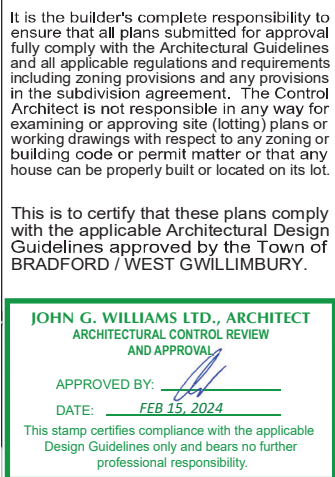 It is the builder's complete responsibility to
ensure that all plans submitted for approval
fully comply with the Architectural Guidelines
and all applicable regulations and requirements
including zoning provisions and any provisions
in the subdivision agreement. The Control
Architect is not responsible in any way for
examining or approving site (lotting) plans or
working drawings with respect to any zoning or
building code or permit matter or that any
house can be properly built or located on its lot.
This is to certify that these plans comply
with the applicable Architectural Design
Guidelines approved by the Town of
BRADFORD / WEST GWILLIMBURY.
JOHN G. WILLIAMS LTD., ARCHITECT
ARCHITECTURAL CONTROL REVIEW
AND APPROVAL
APPROVED BY:
DATE: FEB 15, 2024
This stamp certifies compliance with the applicable
Design Guidelines only and bears no further
professional responsibility.